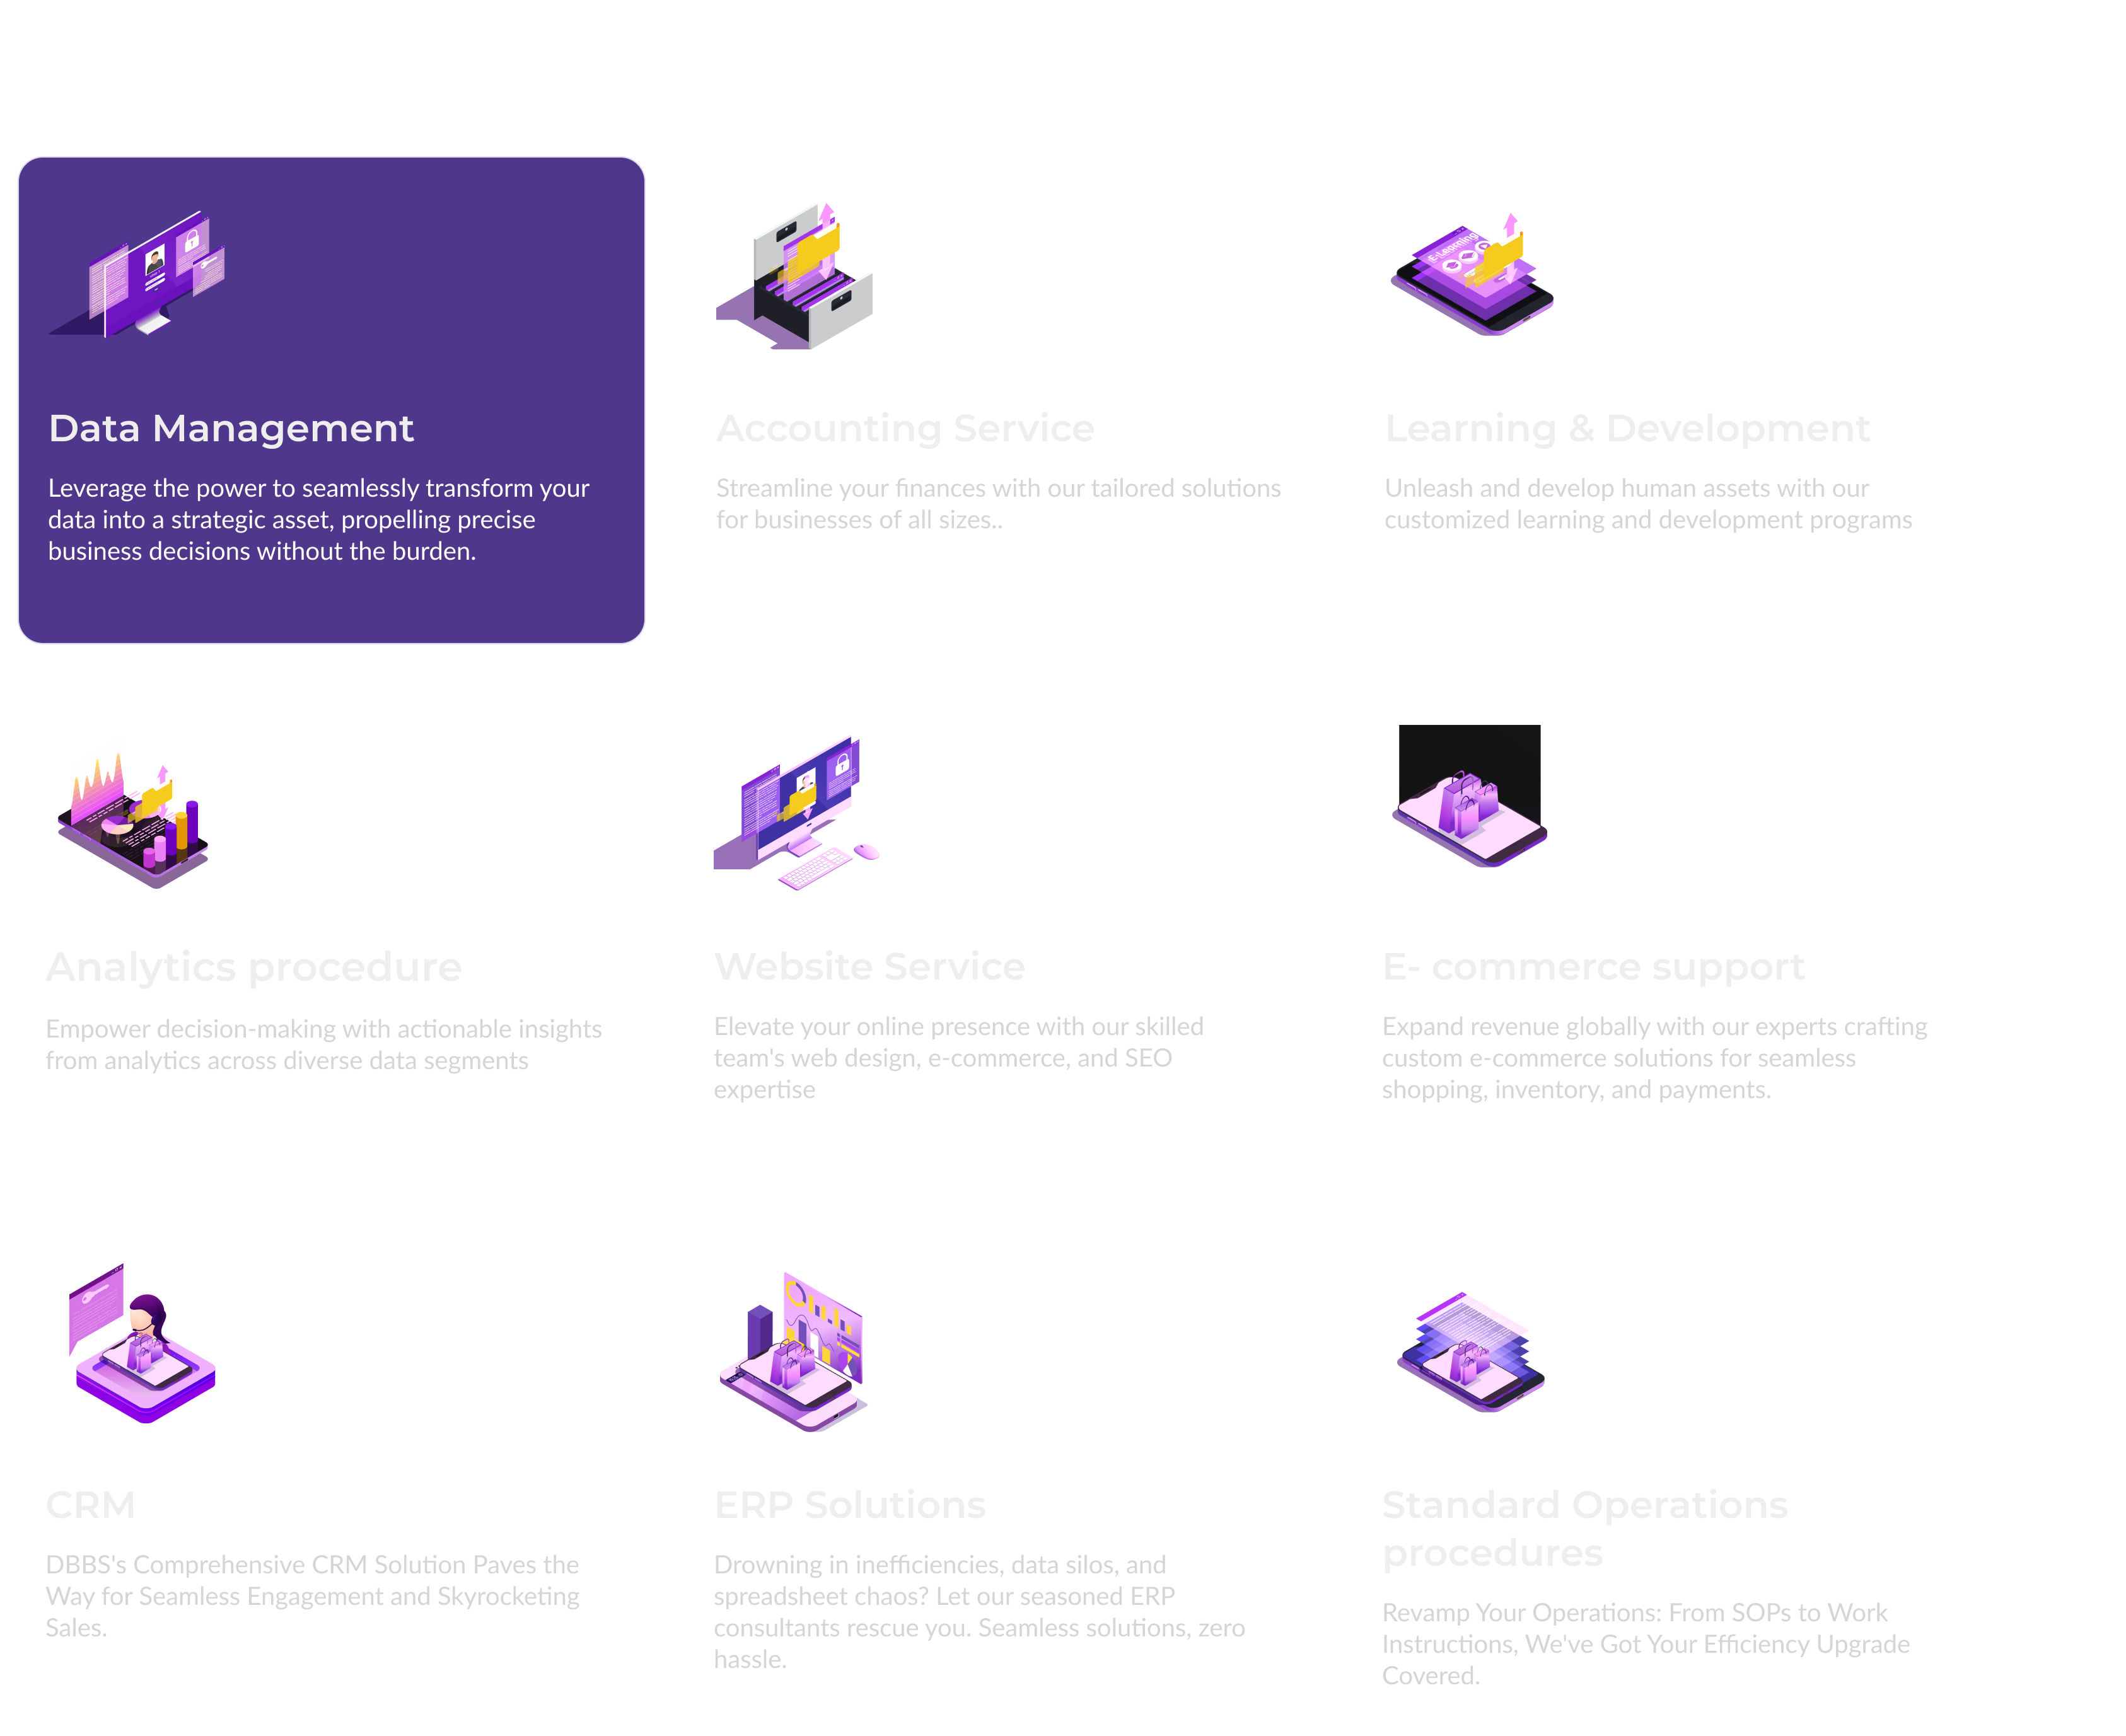 Data Management
Leverage the power to seamlessly transform your
data into a strategic asset, propelling precise
business decisions without the burden.
Accounting Service
Streamline your finances with our tailored solutions
for businesses of all sizes..
E-Learning
Learning & Development
Unleash and develop human assets with our
customized learning and development programs
Analytics procedure
Empower decision-making with actionable insights
from analytics across diverse data segments
Website Service
Elevate your online presence with our skilled
team's web design, e-commerce, and SEO
expertise
E- commerce support
Expand revenue globally with our experts crafting
custom e-commerce solutions for seamless
shopping, inventory, and payments.
CRM
DBBS's Comprehensive CRM Solution Paves the
Way for Seamless Engagement and Skyrocketing
Sales.
ERP Solutions
Drowning in inefficiencies, data silos, and
spreadsheet chaos? Let our seasoned ERP
consultants rescue you. Seamless solutions, zero
hassle.
Standard Operations
procedures
Revamp Your Operations: From SOPs to Work
Instructions, We've Got Your Efficiency Upgrade
Covered.